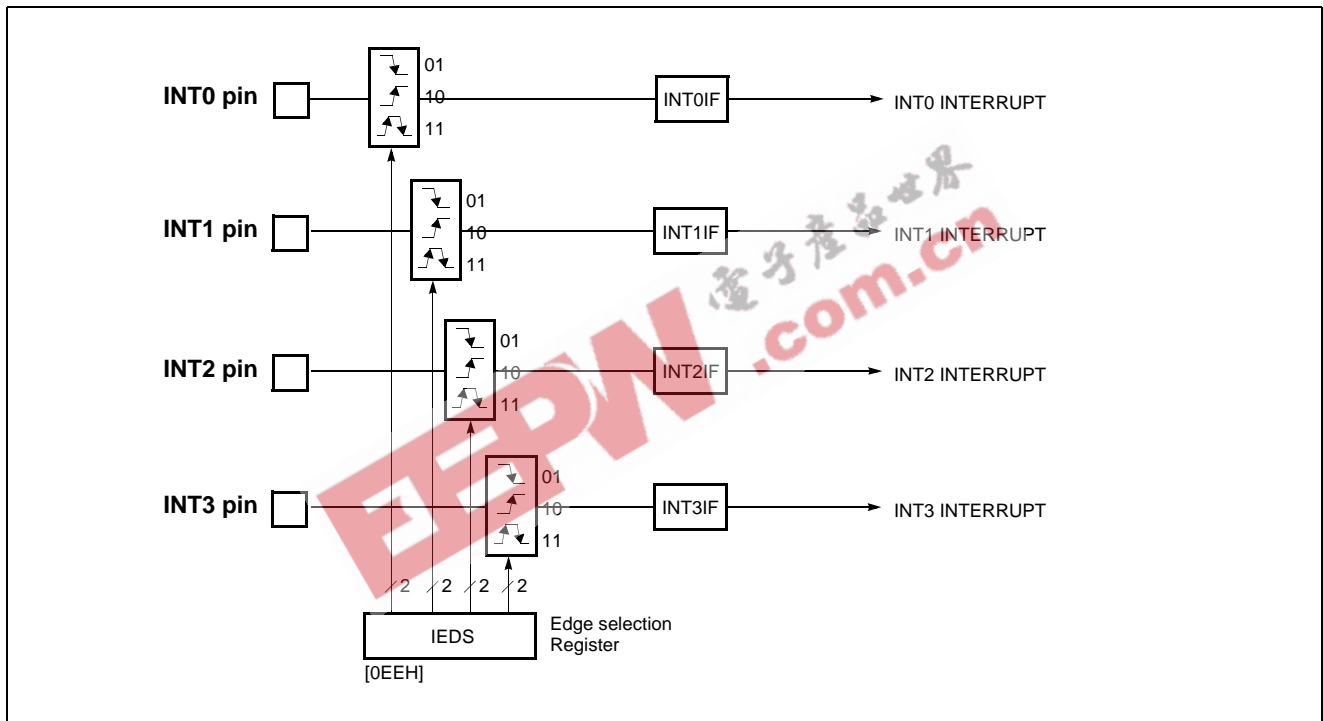 01
INT0 pin
10
INT0IF
INT0 INTERRUPT
11
01
INT1 pin
10
INT1IF
INT1 INTERRUPT
11
01
INT2 pin
10
INT2IF
INT2 INTERRUPT
11
01
INT3 pin
10
INT3IF
INT3 INTERRUPT
11
2 2 2 2
IEDS
Edge selection
Register
[0EEH]
EEPW.com.cn
電子產品世界